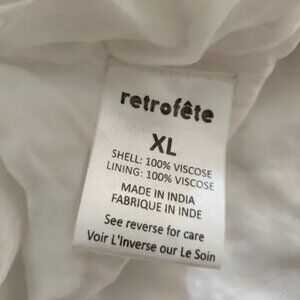 retrofête
XL
SHELL: 100% VISCOSE
LINING: 100% VISCOSE
MADE IN INDIA
FABRIQUE IN INDE
See reverse for care
Voir L'Inverse our Le Soin